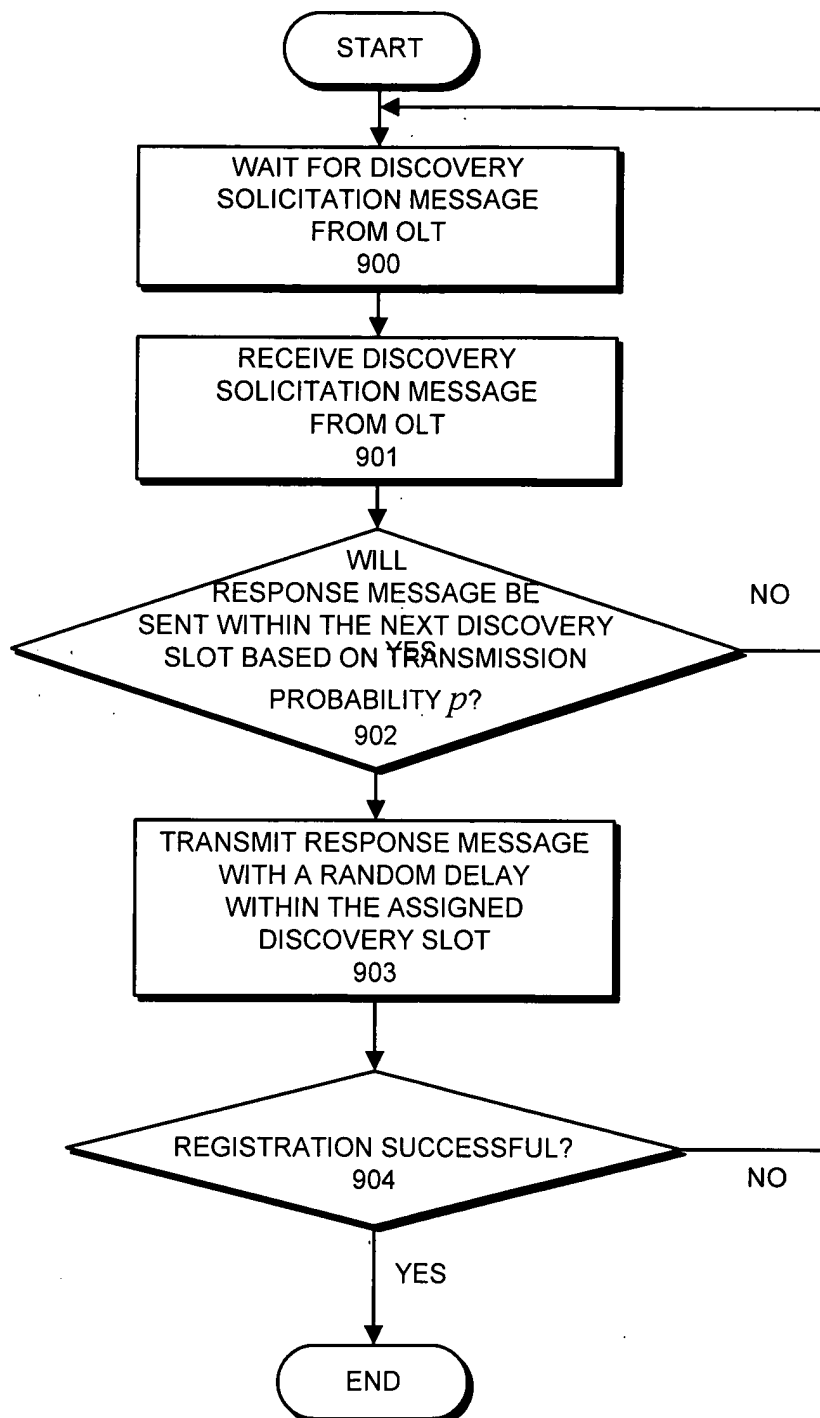 START
WAIT FOR DISCOVERY
SOLICITATION MESSAGE
FROM OLT
900
RECEIVE DISCOVERY
SOLICITATION MESSAGE
FROM OLT
901
WILL
RESPONSE MESSAGE BE
SENT WITHIN THE NEXT DISCOVERY
YES
SLOT BASED ON TRANSMISSION
PROBABILITY p?
902
NO
TRANSMIT RESPONSE MESSAGE
WITH A RANDOM DELAY
WITHIN THE ASSIGNED
DISCOVERY SLOT
903
REGISTRATION SUCCESSFUL?
904
NO
YES
END